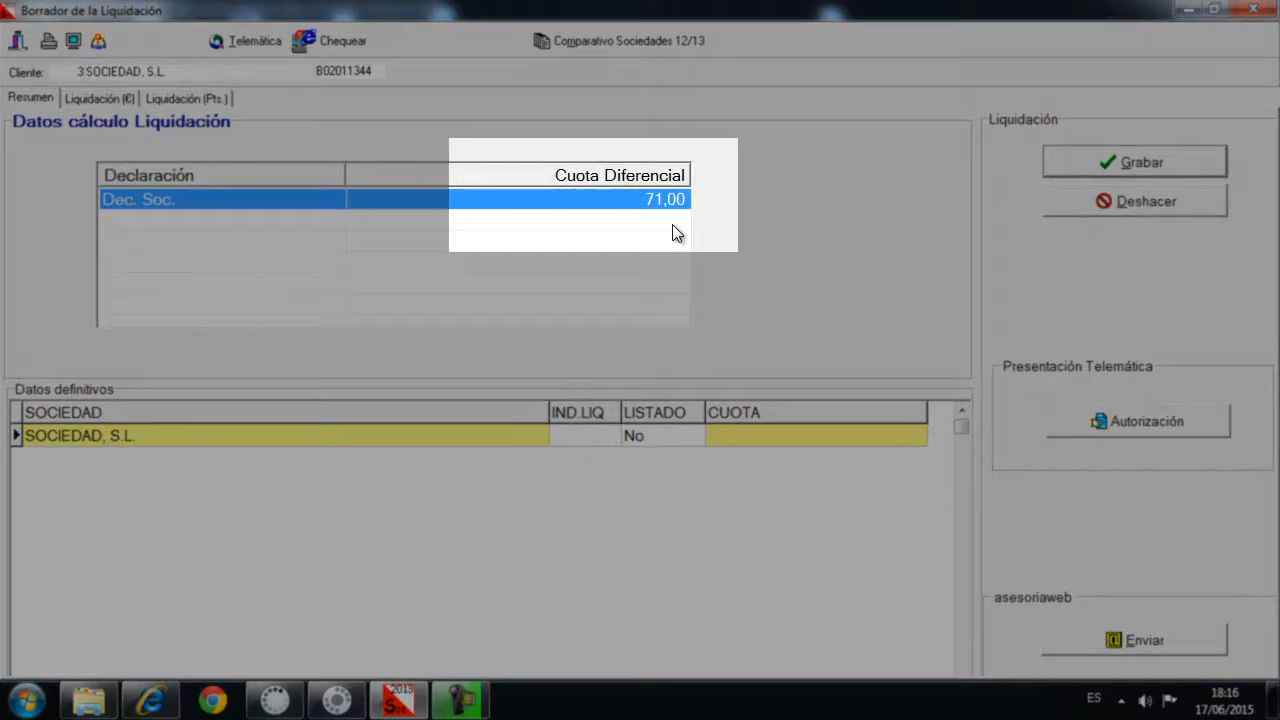 Borrador de la Liquidación
Telemática Chequear Comparativo Sociedades 12/13
Cliente: 3 SOCIEDAD, S.L. B02011344
Resumen Liquidación (€) Liquidación (Pts.)
Datos cálculo Liquidación
Declaración Cuota Diferencial
Dec. Soc. 71,00
Liquidación
Grabar
Deshacer
Presentación Telemática
Autorización
Datos definitivos
SOCIEDAD IND.LIQ LISTADO CUOTA
SOCIEDAD, S.L. No
asesoriaweb
Enviar
2013
ES
18:16
17/06/2015